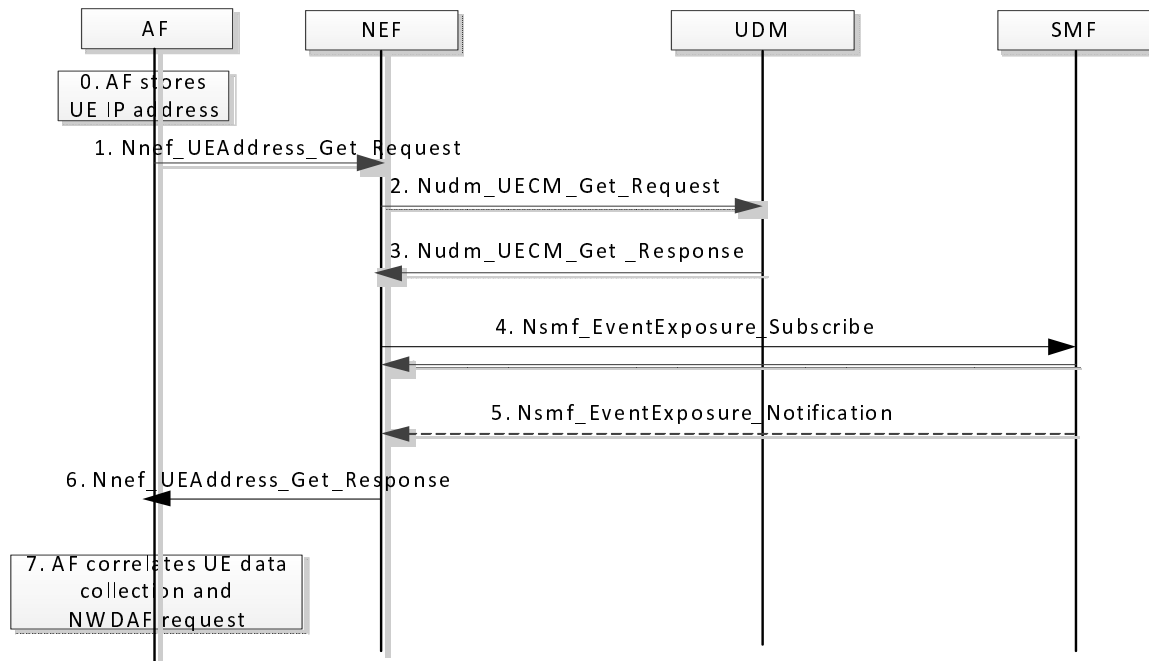 AF
NEF
UDM
SMF
0. AF stores
UE IP address
1. Nnef_UEAddress_Get_Request
2. Nudm_UECM_Get_Request
3. Nudm_UECM_Get _Response
4. Nsmf_EventExposure_Subscribe
5. Nsmf_EventExposure_Notification
6. Nnef_UEAddress_Get_Response
7. AF correlates UE data
collection and
NWDAF request